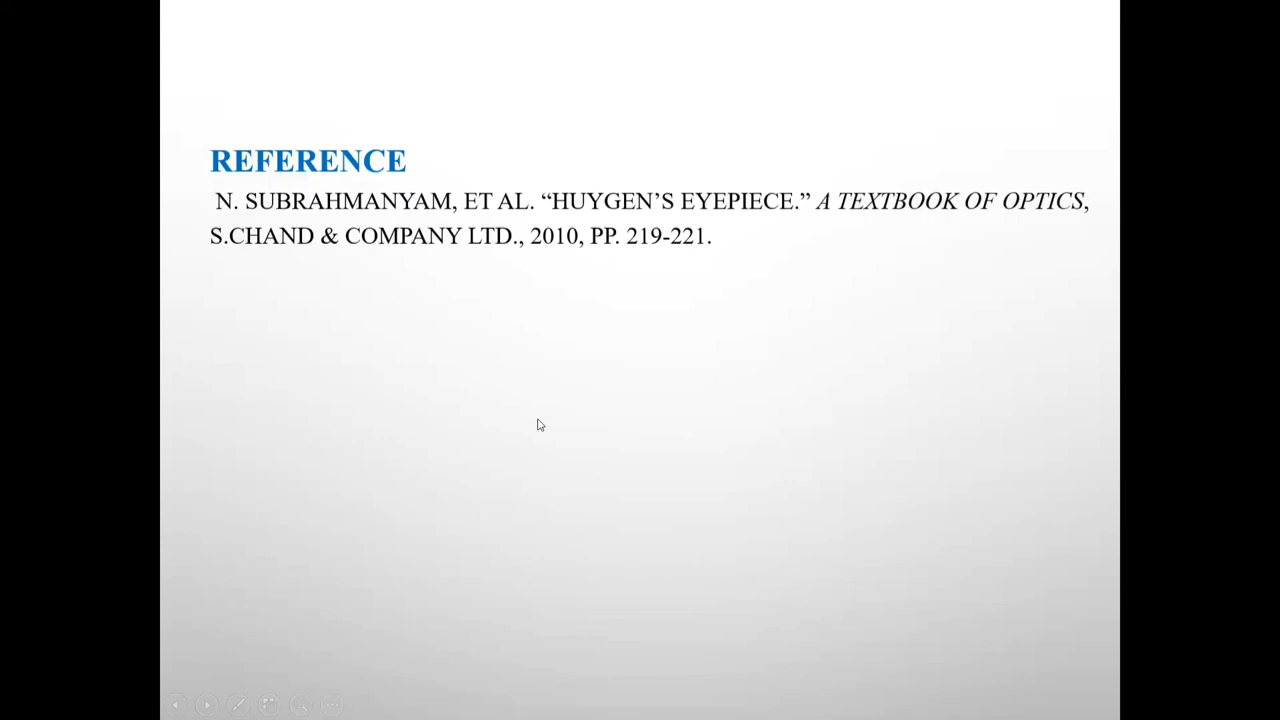 REFERENCE
N. SUBRAHMANYAM, ET AL. “HUYGEN’S EYEPIECE.” A TEXTBOOK OF OPTICS,
S.CHAND & COMPANY LTD., 2010, PP. 219-221.